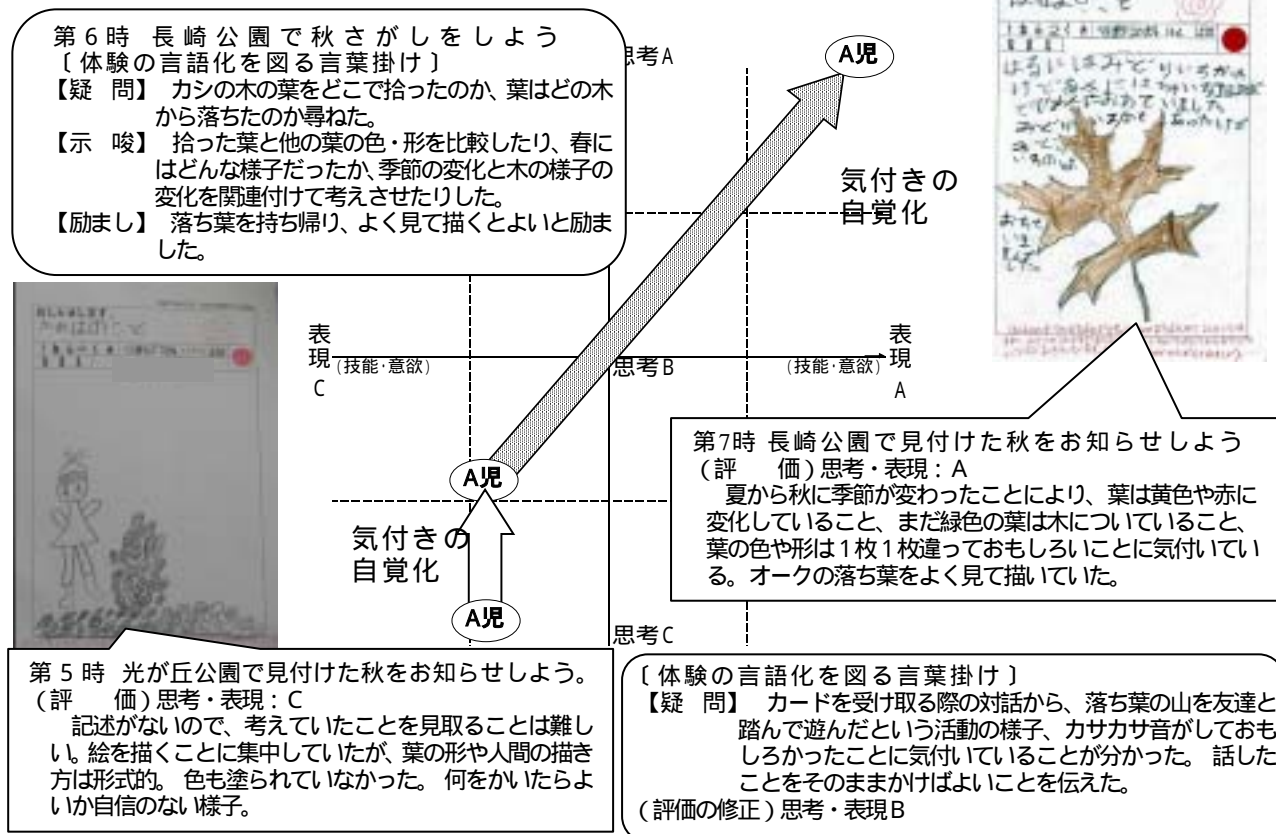 第６時 長崎公園で秋さがしをしよう
〔体験の言語化を図る言葉掛け〕
【疑　問】　カシの木の葉をどこで拾ったのか、葉はどの木
から落ちたのか尋ねた。
【示　唆】　拾った葉と他の葉の色・形を比較したり、春に
はどんな様子だったか、季節の変化と木の様子の
変化を関連付けて考えさせたりした。
【励まし】　落ち葉を持ち帰り、よく見て描くとよいと励ま
した。
思考A
A児
気付きの
自覚化
表現C
(技能・意欲)
思考B
(技能・意欲)
表現A
A児
気付きの
自覚化
A児
思考C
第7時 長崎公園で見付けた秋をお知らせしよう
（評　　価）思考・表現：A
夏から秋に季節が変わったことにより、葉は黄色や赤に
変化していること、まだ緑色の葉は木についていること、
葉の色や形は１枚１枚違っておもしろいことに気付いてい
る。オークの落ち葉をよく見て描いていた。
第５時 光が丘公園で見付けた秋をお知らせしよう。
（評　　価）思考・表現：C
記述がないので、考えていたことを見取ることは難し
い。絵を描くことに集中していたが、葉の形や人間の描き
方は形式的。色も塗られていなかった。何をかいたらよ
いか自信のない様子。
〔体験の言語化を図る言葉掛け〕
【疑　問】　カードを受け取る際の対話から、落ち葉の山を友達と
踏んで遊んだという活動の様子、カサカサ音がしておも
しろかったことに気付いていることが分かった。話した
ことをそのままかけばよいことを伝えた。
（評価の修正）思考・表現B